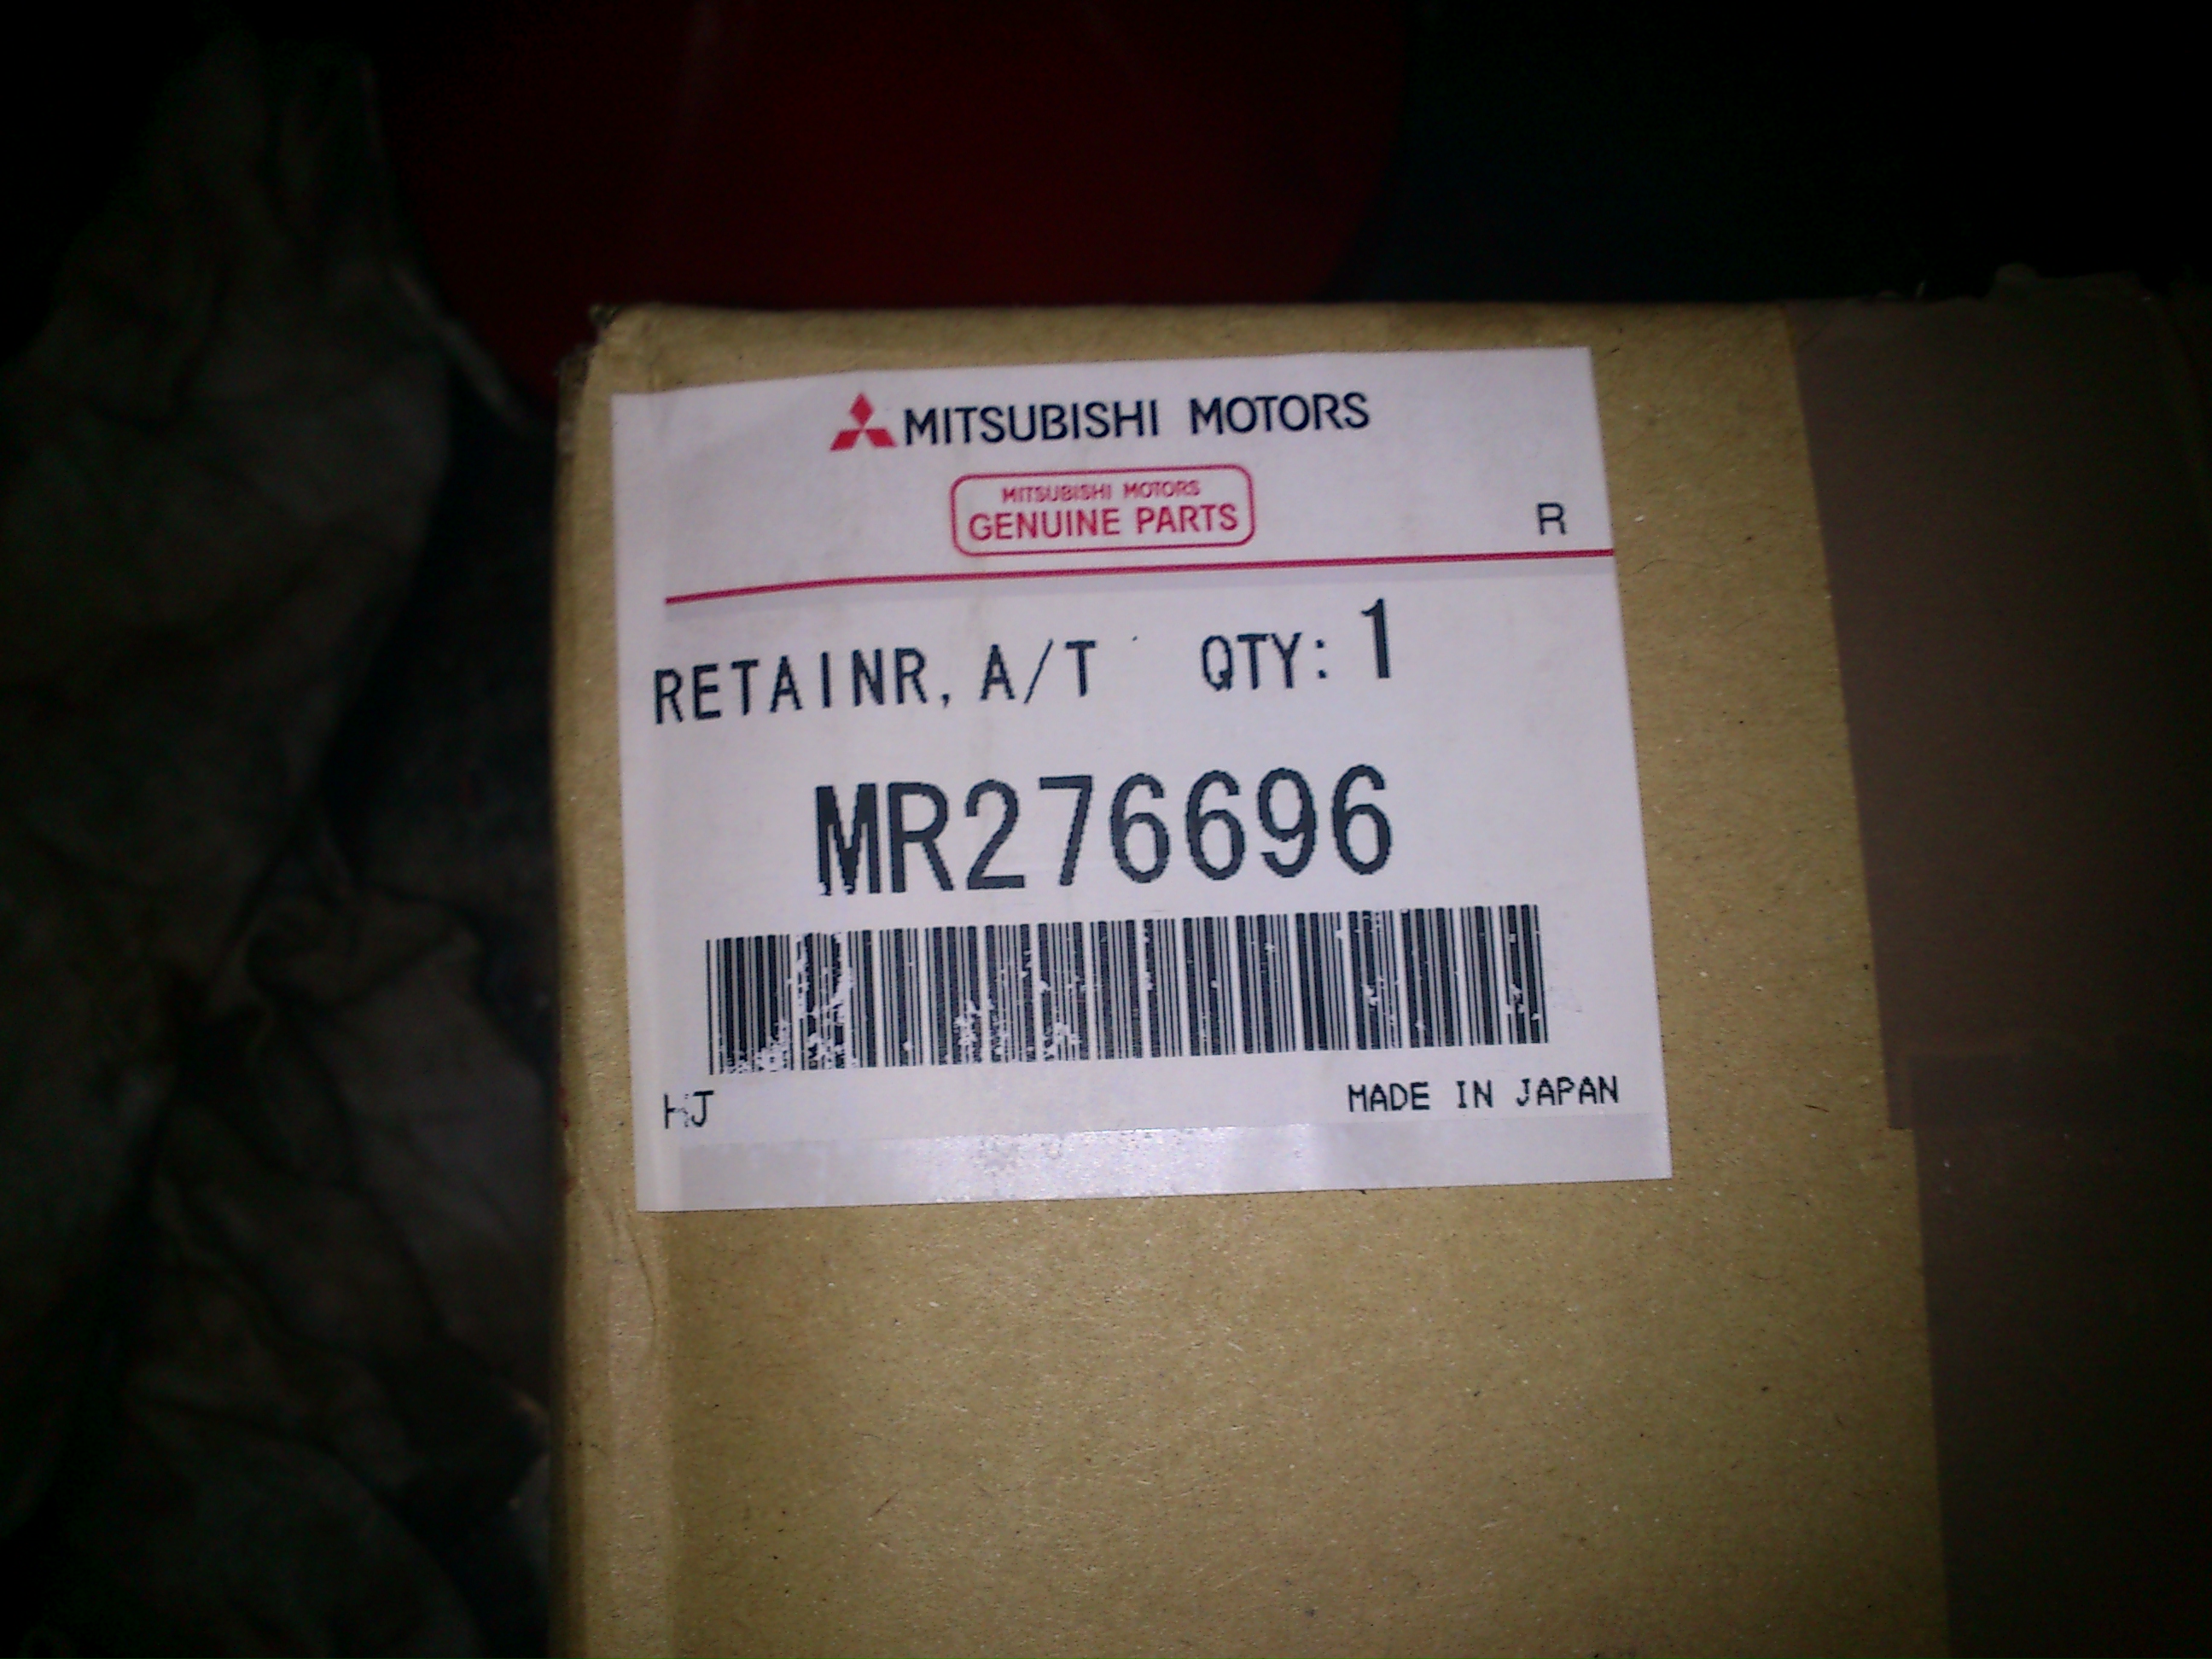 MITSUBISHI MOTORS
MITSUBISHI MOTORS
GENUINE PARTS
R
RETAINR, A/T QTY: 1
MR276696
HJ MADE IN JAPAN